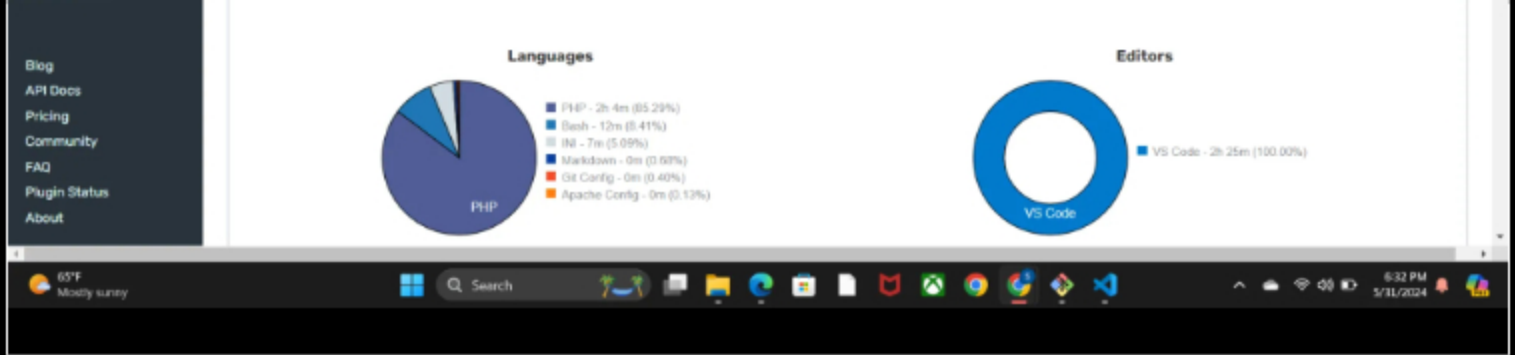 Blog
API Docs
Pricing
Community
FAQ
Plugin Status
About
Languages
PHP - 2h 4m (85.29%)
Bash - 12m (8.41%)
INI - 7m (5.09%)
Markdown - 0m (0.68%)
Git Config - 0m (0.40%)
Apache Config - 0m (0.13%)
PHP
Editors
VS Code - 2h 25m (100.00%)
VS Code
65°F
Mostly sunny
Search
6:32 PM
5/31/2024